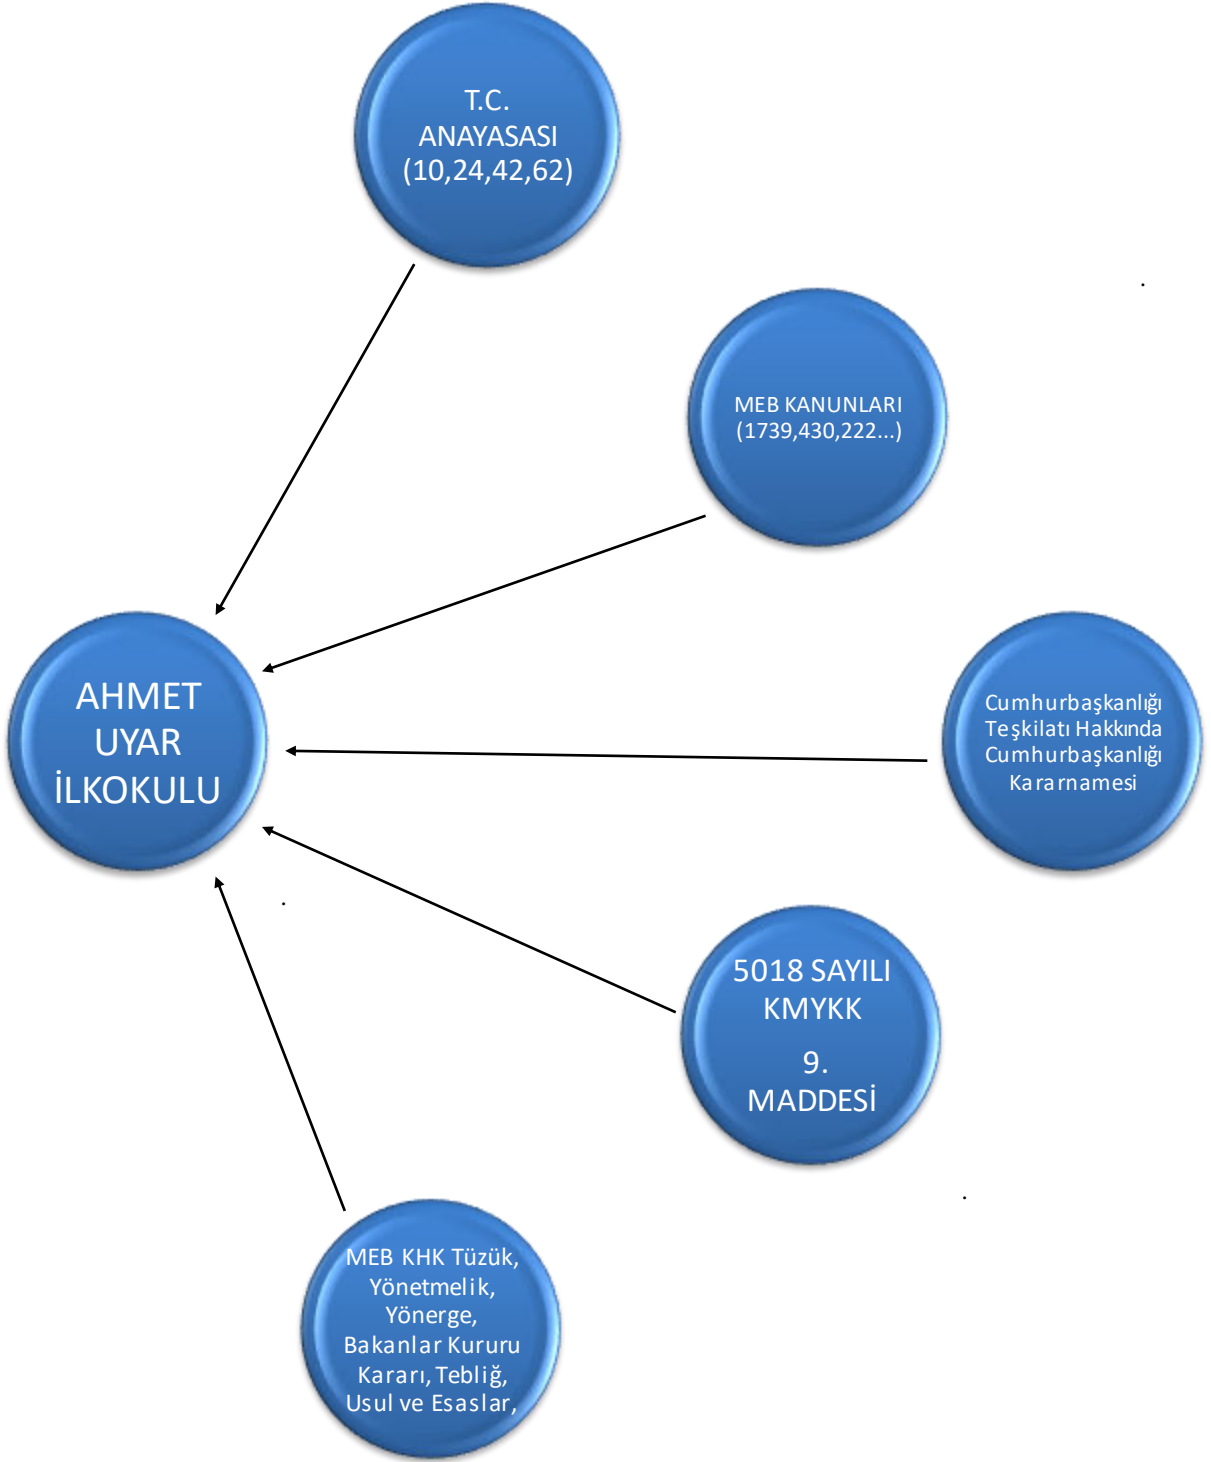 T.C.
ANAYASASI
(10,24,42,62)
MEB KANUNLARI
(1739,430,222...)
AHMET
UYAR
İLKOKULU
Cumhurbaşkanlığı
Teşkilatı Hakkında
Cumhurbaşkanlığı
Kararnamesi
5018 SAYILI
KMYKK
9.
MADDESİ
MEB KHK Tüzük,
Yönetmelik,
Yönerge,
Bakanlar Kururu
Kararı, Tebliğ,
Usul ve Esaslar,